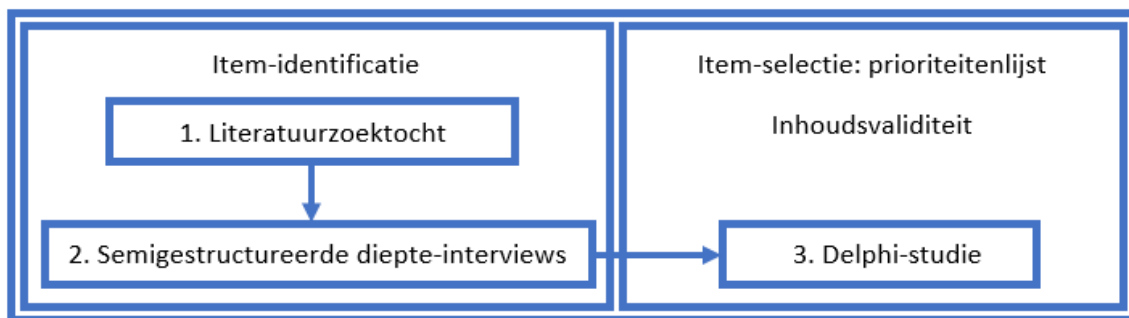 Item-identificatie
1. Literatuurzoektocht
2. Semigestructureerde diepte-interviews
Item-selectie: prioriteitenlijst
Inhoudsvaliditeit
3. Delphi-studie